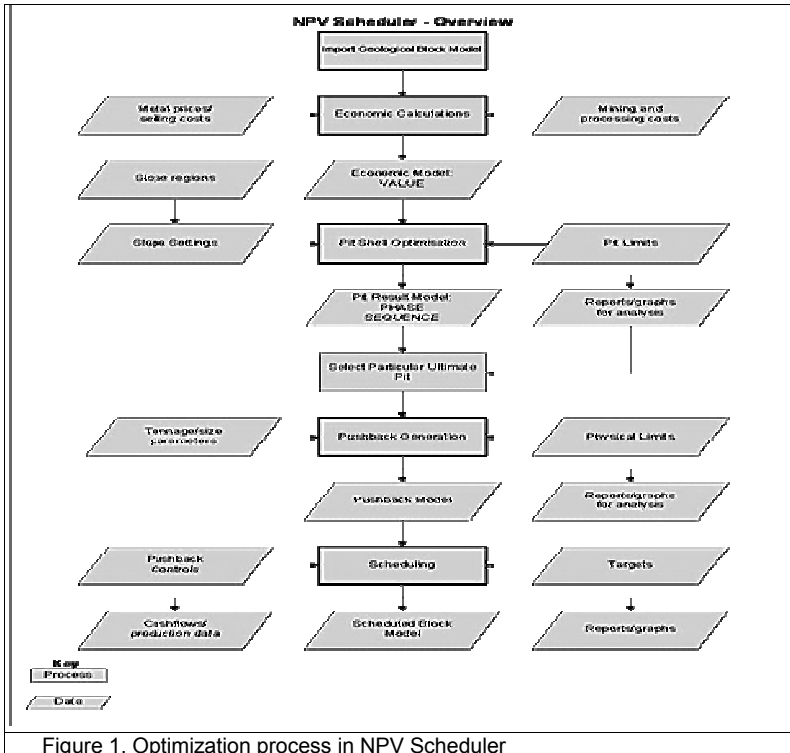 NPV Scheduler - Overview
Import Geological Block Model
Metal prices/
selling costs
Economic Calculations
Mining and
processing costs
Slope regions
Economic Model:
VALUE
Slope Settings
Pit Shell Optimisation
Pit Limits
Pit Result Model:
PHASE
SEQUENCE
Reports/graphs
for analysis
Select Particular Ultimate
Pit
Tonnage/size
parameters
Pushback Generation
Physical Limits
Pushback Model
Reports/graphs
for analysis
Pushback
Controls
Scheduling
Targets
Cashflows/
production data
Scheduled Block
Model
Reports/graphs
Key
Process
Data
Figure 1. Optimization process in NPV Scheduler